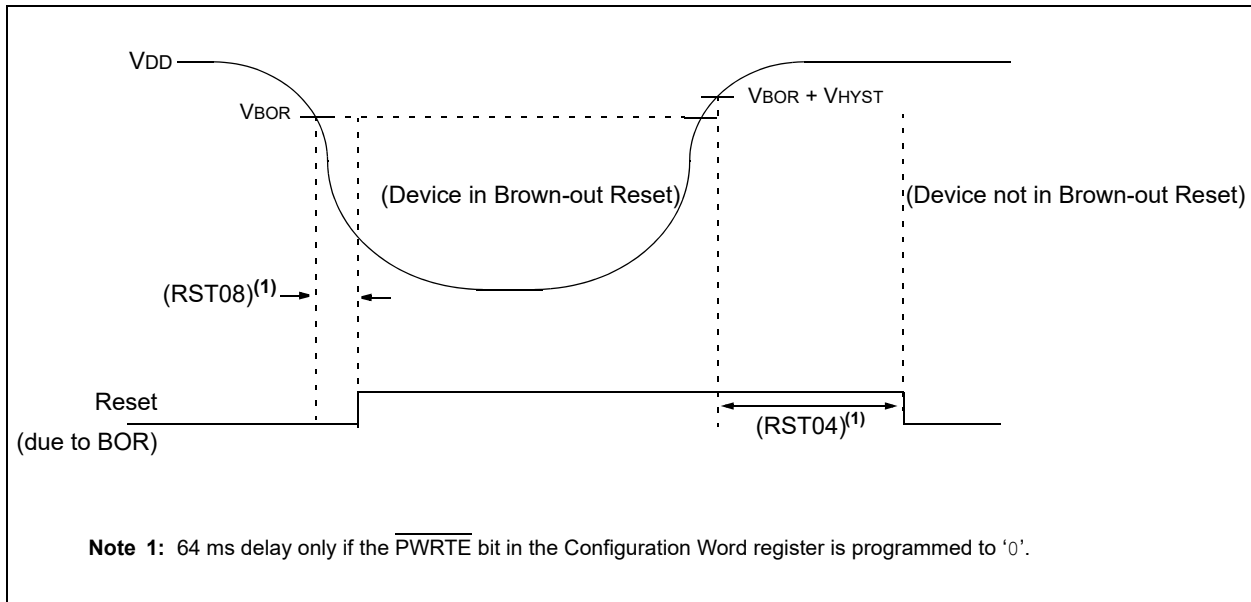 VDD
VBOR
VBOR + VHYST
(Device in Brown-out Reset)
(Device not in Brown-out Reset)
(RST08)(1)
Reset
(due to BOR)
(RST04)(1)
Note 1: 64 ms delay only if the PWRTE bit in the Configuration Word register is programmed to ‘0’.